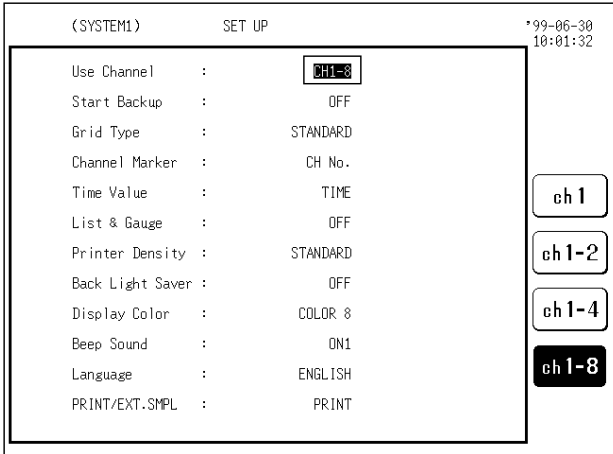 (SYSTEM1) SET UP '99-06-30
10:01:32
Use Channel : CH1-8
Start Backup : OFF
Grid Type : STANDARD
Channel Marker : CH No.
Time Value : TIME
List & Gauge : OFF
Printer Density : STANDARD
Back Light Saver : OFF
Display Color : COLOR 8
Beep Sound : ON1
Language : ENGLISH
PRINT/EXT.SMPL : PRINT
ch 1
ch 1-2
ch 1-4
ch 1-8